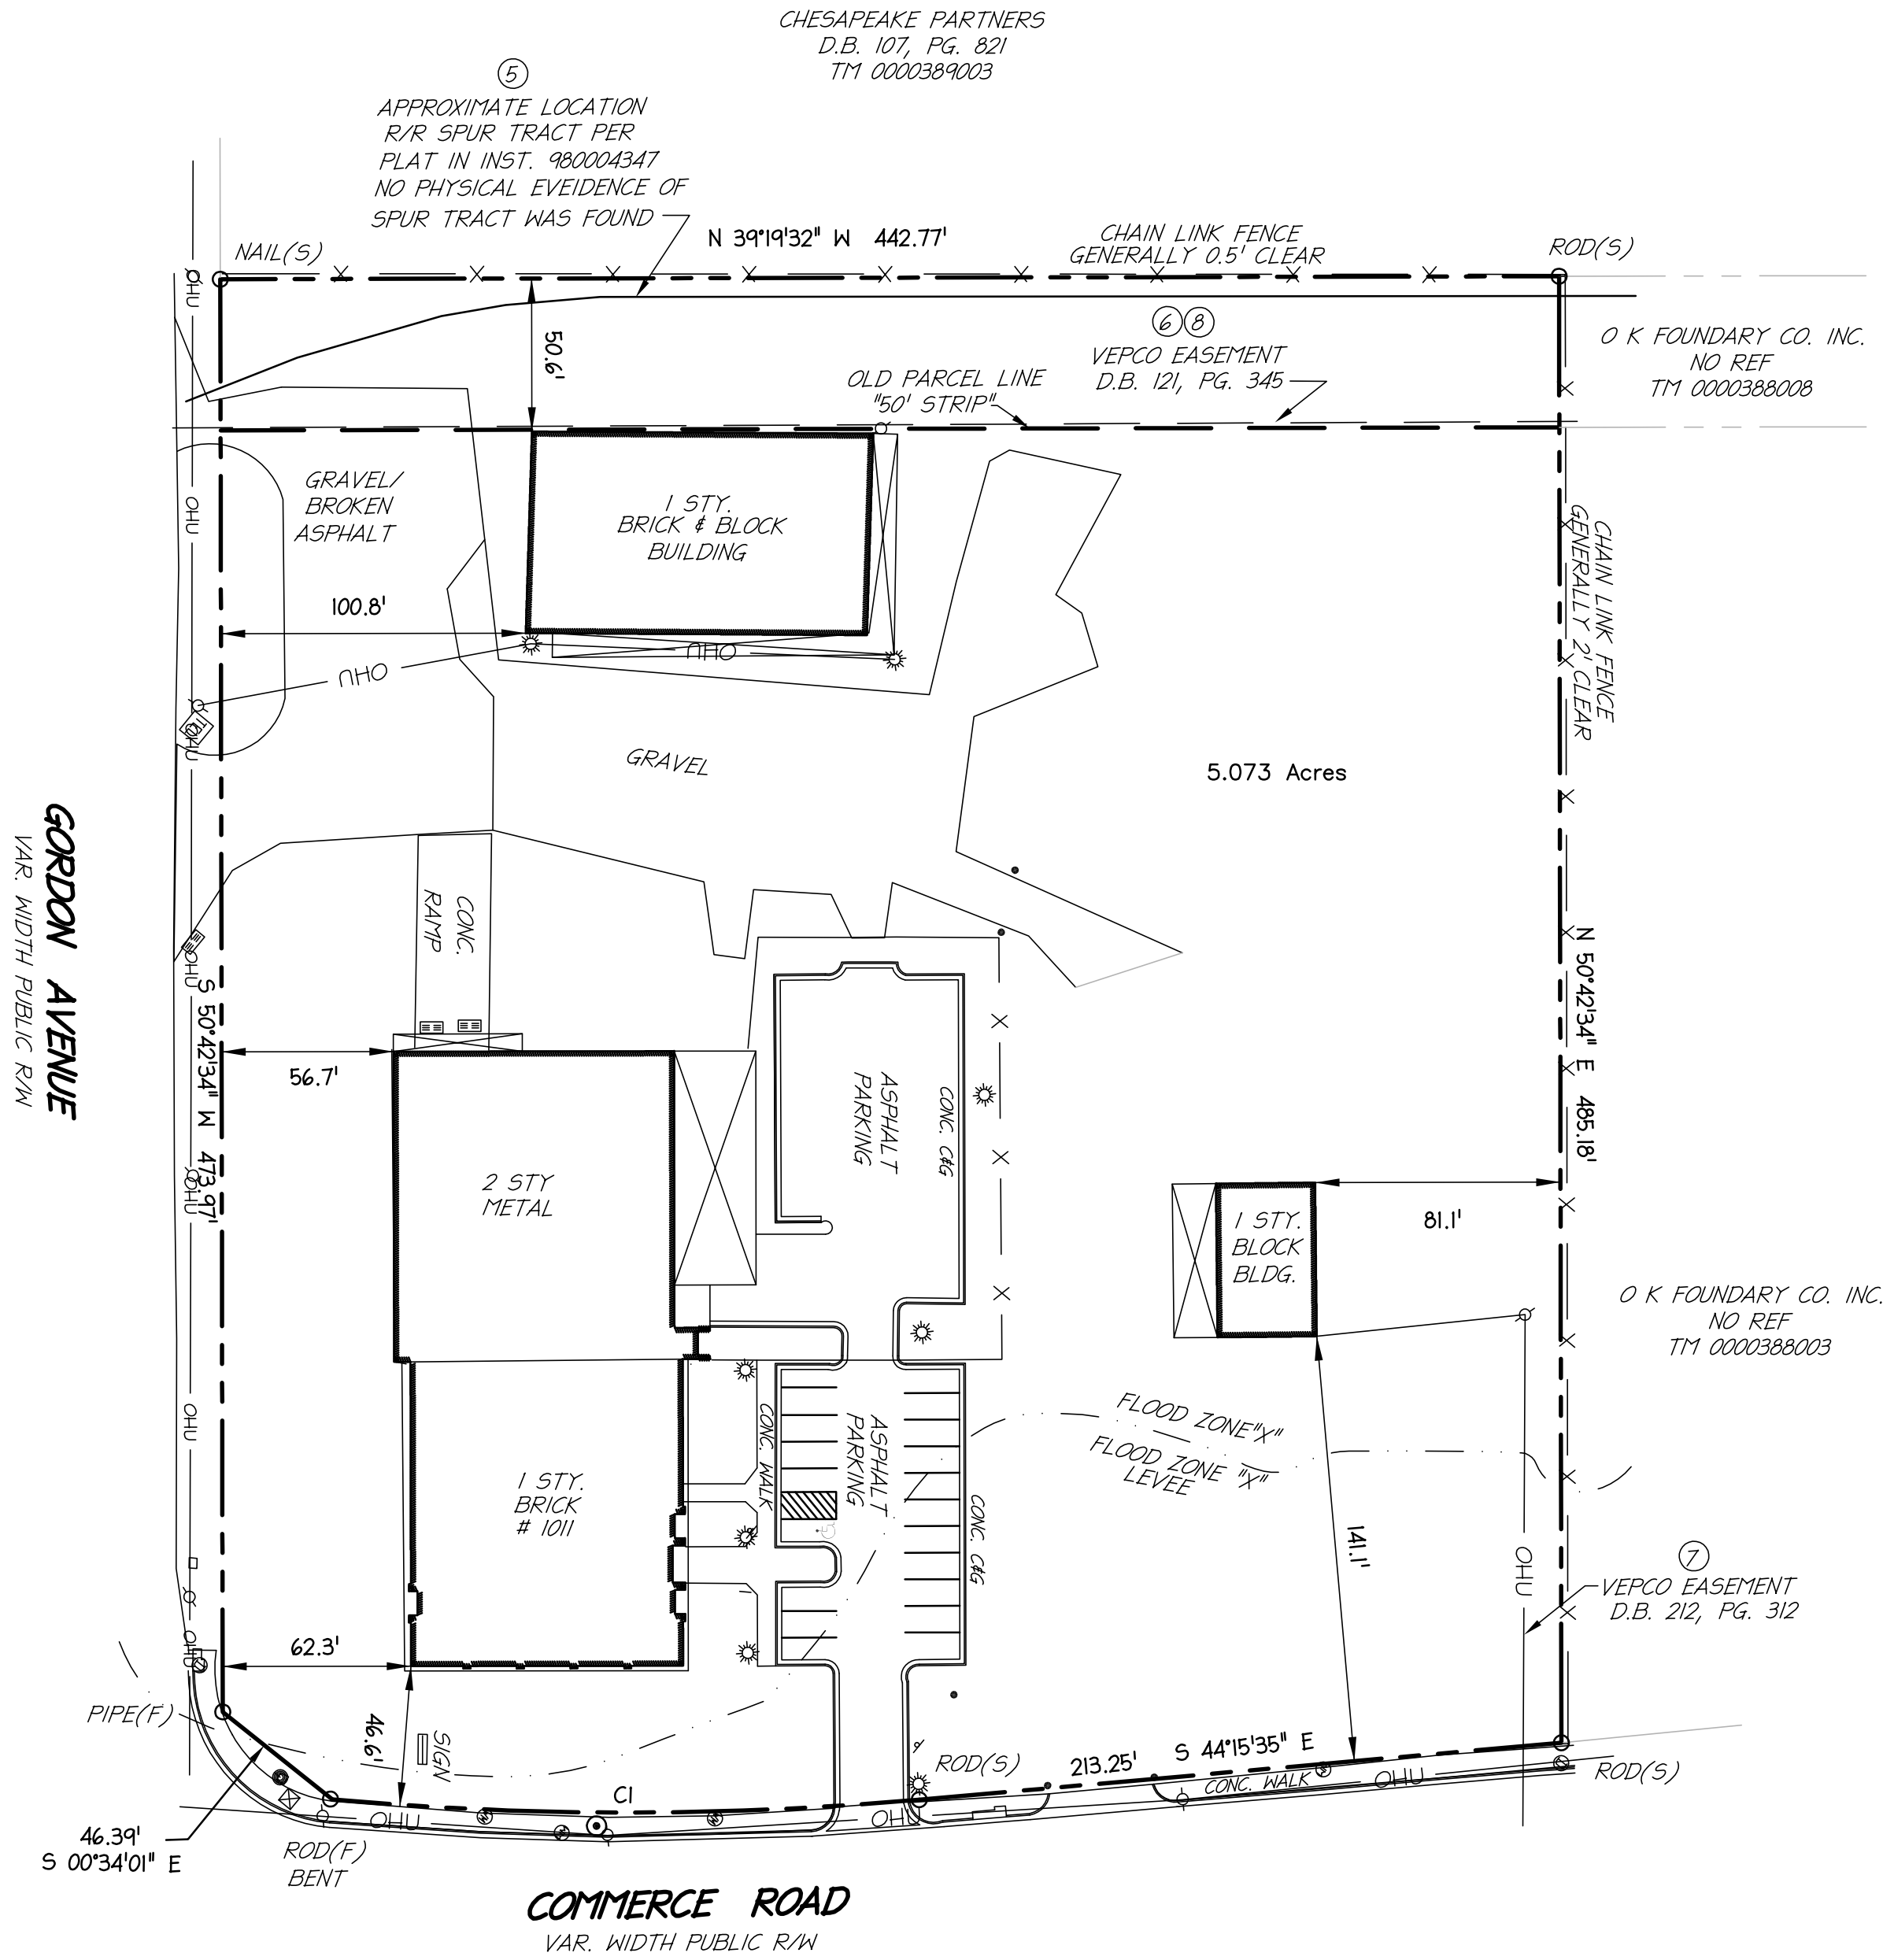 CHESAPEAKE PARTNERS
D.B. 107, PG. 821
TM 0000389003
5
APPROXIMATE LOCATION
R/R SPUR TRACT PER
PLAT IN INST. 980004347
NO PHYSICAL EVEIDENCE OF
SPUR TRACT WAS FOUND
NAIL(S)
N 39°19'32" W 442.77'
CHAIN LINK FENCE
GENERALLY 0.5' CLEAR
ROD(S)
OHU
50.6'
6 8
VEPCO EASEMENT
D.B. 121, PG. 345
OLD PARCEL LINE
"50' STRIP"
O K FOUNDARY CO. INC.
NO REF
TM 0000388008
GRAVEL/
BROKEN
ASPHALT
OHU
1 STY.
BRICK & BLOCK
BUILDING
CHAIN LINK FENCE
GENERALLY 2' CLEAR
100.8'
OHU
OHU
OHU
GRAVEL
5.073 Acres
GORDON AVENUE
VAR. WIDTH PUBLIC R/W
CONC.
RAMP
OHU
S 50°42'34" W 473.97'
N 50°42'34" E 485.18'
56.7'
ASPHALT
PARKING
CONC. C&G
2 STY
METAL
OHU
1 STY.
BLOCK
BLDG.
81.1'
O K FOUNDARY CO. INC.
NO REF
TM 0000388003
OHU
CONC. WALK
ASPHALT
PARKING
FLOOD ZONE"X"
FLOOD ZONE "X"
LEVEE
1 STY.
BRICK
# 1011
CONC. C&G
141.1'
OHU
7
VEPCO EASEMENT
D.B. 212, PG. 312
OHU
62.3'
PIPE(F)
46.6'
SIGN
ROD(S)
213.25' S 44°15'35" E
CONC. WALK
OHU
ROD(S)
C1
OHU
OHU
46.39'
S 00°34'01" E
ROD(F)
BENT
COMMERCE ROAD
VAR. WIDTH PUBLIC R/W